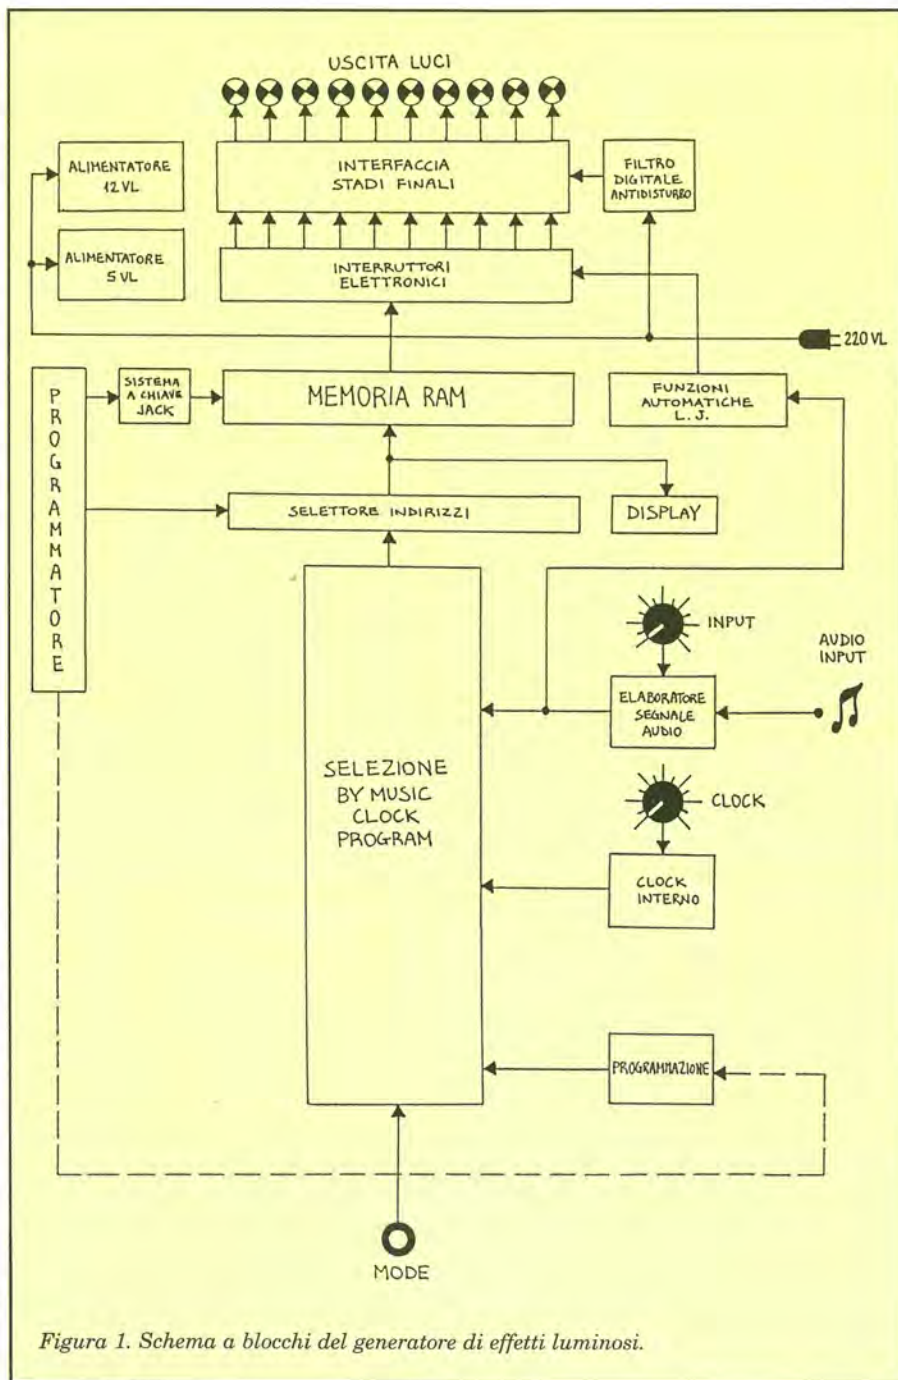 USCITA LUCI
ALIMENTATORE
12 VL
INTERFACCIA
STADI FINALI
FILTRO
DIGITALE
ANTIDISTURBO
ALIMENTATORE
5 VL
INTERRUTTORI
ELETTRONICI
220 VL
PROGRAMMATORE
SISTEMA
A CHIAVE
JACK
MEMORIA RAM
FUNZIONI
AUTOMATICHE
L. J.
SELETTORE INDIRIZZI
DISPLAY
INPUT
AUDIO
INPUT
ELABORATORE
SEGNALE
AUDIO
SELEZIONE
BY MUSIC
CLOCK
PROGRAM
CLOCK
CLOCK
INTERNO
PROGRAMMAZIONE
MODE
Figura 1. Schema a blocchi del generatore di effetti luminosi.